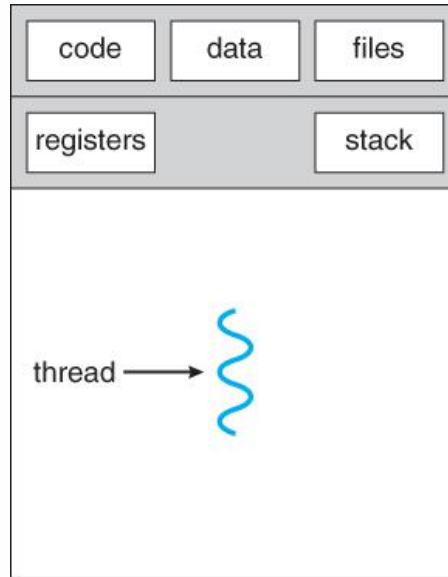 code data files
registers stack
thread